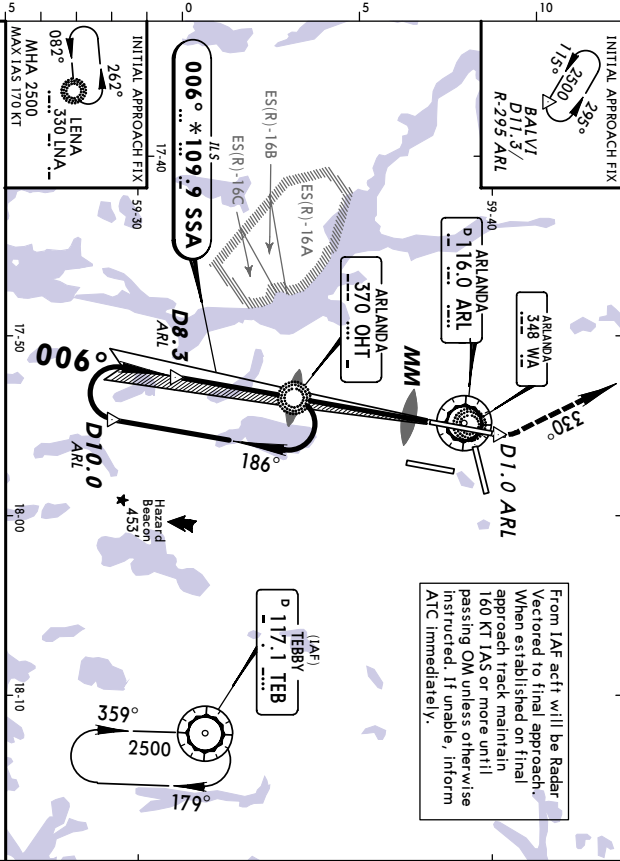 5
0
5
10
INITIAL APPROACH FIX
262°
082°
LENA
330 LNA
MHA 2500
MAX IAS 170 KT
INITIAL APPROACH FIX
295°
2500
115°
BALVI
D11.3/
R-295 ARL
17-40
59-30
59-40
ILS
006° *109.9 SSA
ES(R)-16B
ES(R)-16C
ES(R)-16A
ARLANDA
D 116.0 ARL
ARLANDA
348 WA
ARLANDA
370 OHT
17-50
006°
D8.3
ARL
MM
330°
D1.0 ARL
D10.0
ARL
186°
Hazard
Beacon
453'
18-00
From IAF acft will be Radar
Vectored to final approach.
When established on final
approach track maintain
160 KT IAS or more until
passing OM unless otherwise
instructed. If unable, inform
ATC immediately.
(IAF)
TEBBY
D 117.1 TEB
18-10
359°
2500
179°
5